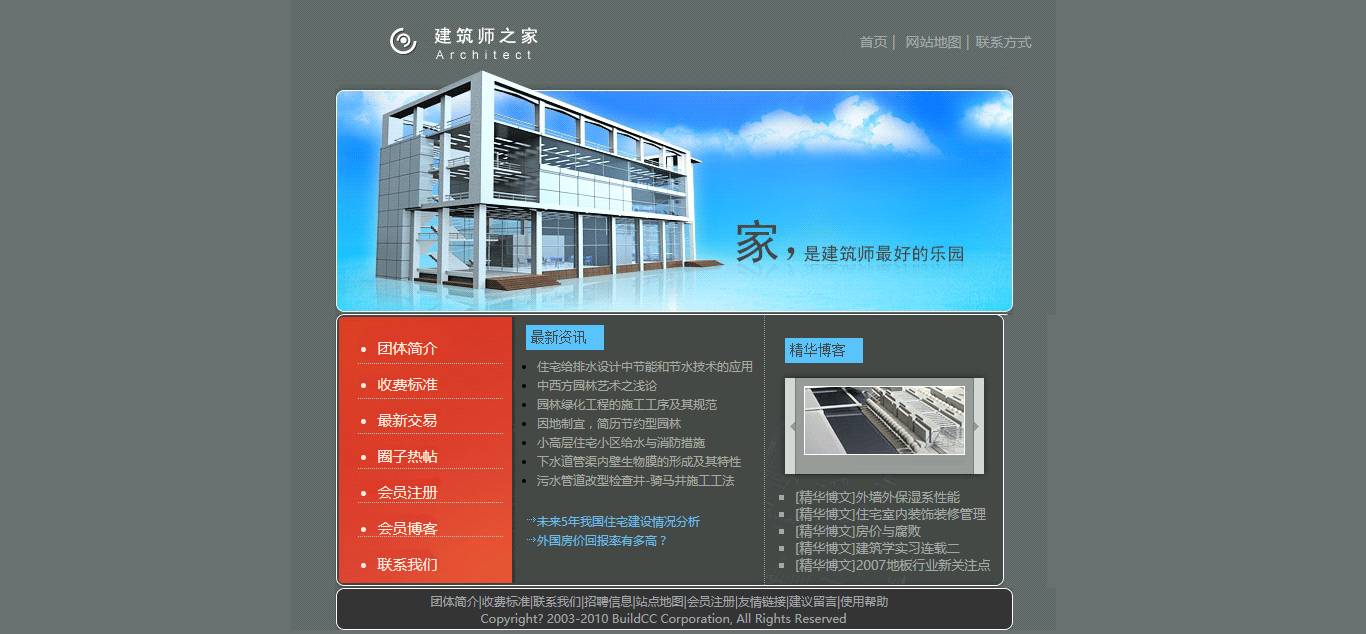 建筑师之家
Architect
首页 | 网站地图 | 联系方式
家，是建筑师最好的乐园
团体简介
收费标准
最新交易
圈子热帖
会员注册
会员博客
联系我们
最新资讯
住宅给排水设计中节能和节水技术的应用
中西方园林艺术之浅论
园林绿化工程的施工工序及其规范
因地制宜，简历节约型园林
小高层住宅小区给水与消防措施
下水道管渠内壁生物膜的形成及其特性
污水管道改型检查井-骑马井施工工法
未来5年我国住宅建设情况分析
外国房价回报率有多高？
精华博客
[精华博文]外墙外保湿系性能
[精华博文]住宅室内装饰装修管理
[精华博文]房价与腐败
[精华博文]建筑学实习连载二
[精华博文]2007地板行业新关注点
团体简介|收费标准|联系我们|招聘信息|站点地图|会员注册|友情链接|建议留言|使用帮助
Copyright? 2003-2010 BuildCC Corporation, All Rights Reserved